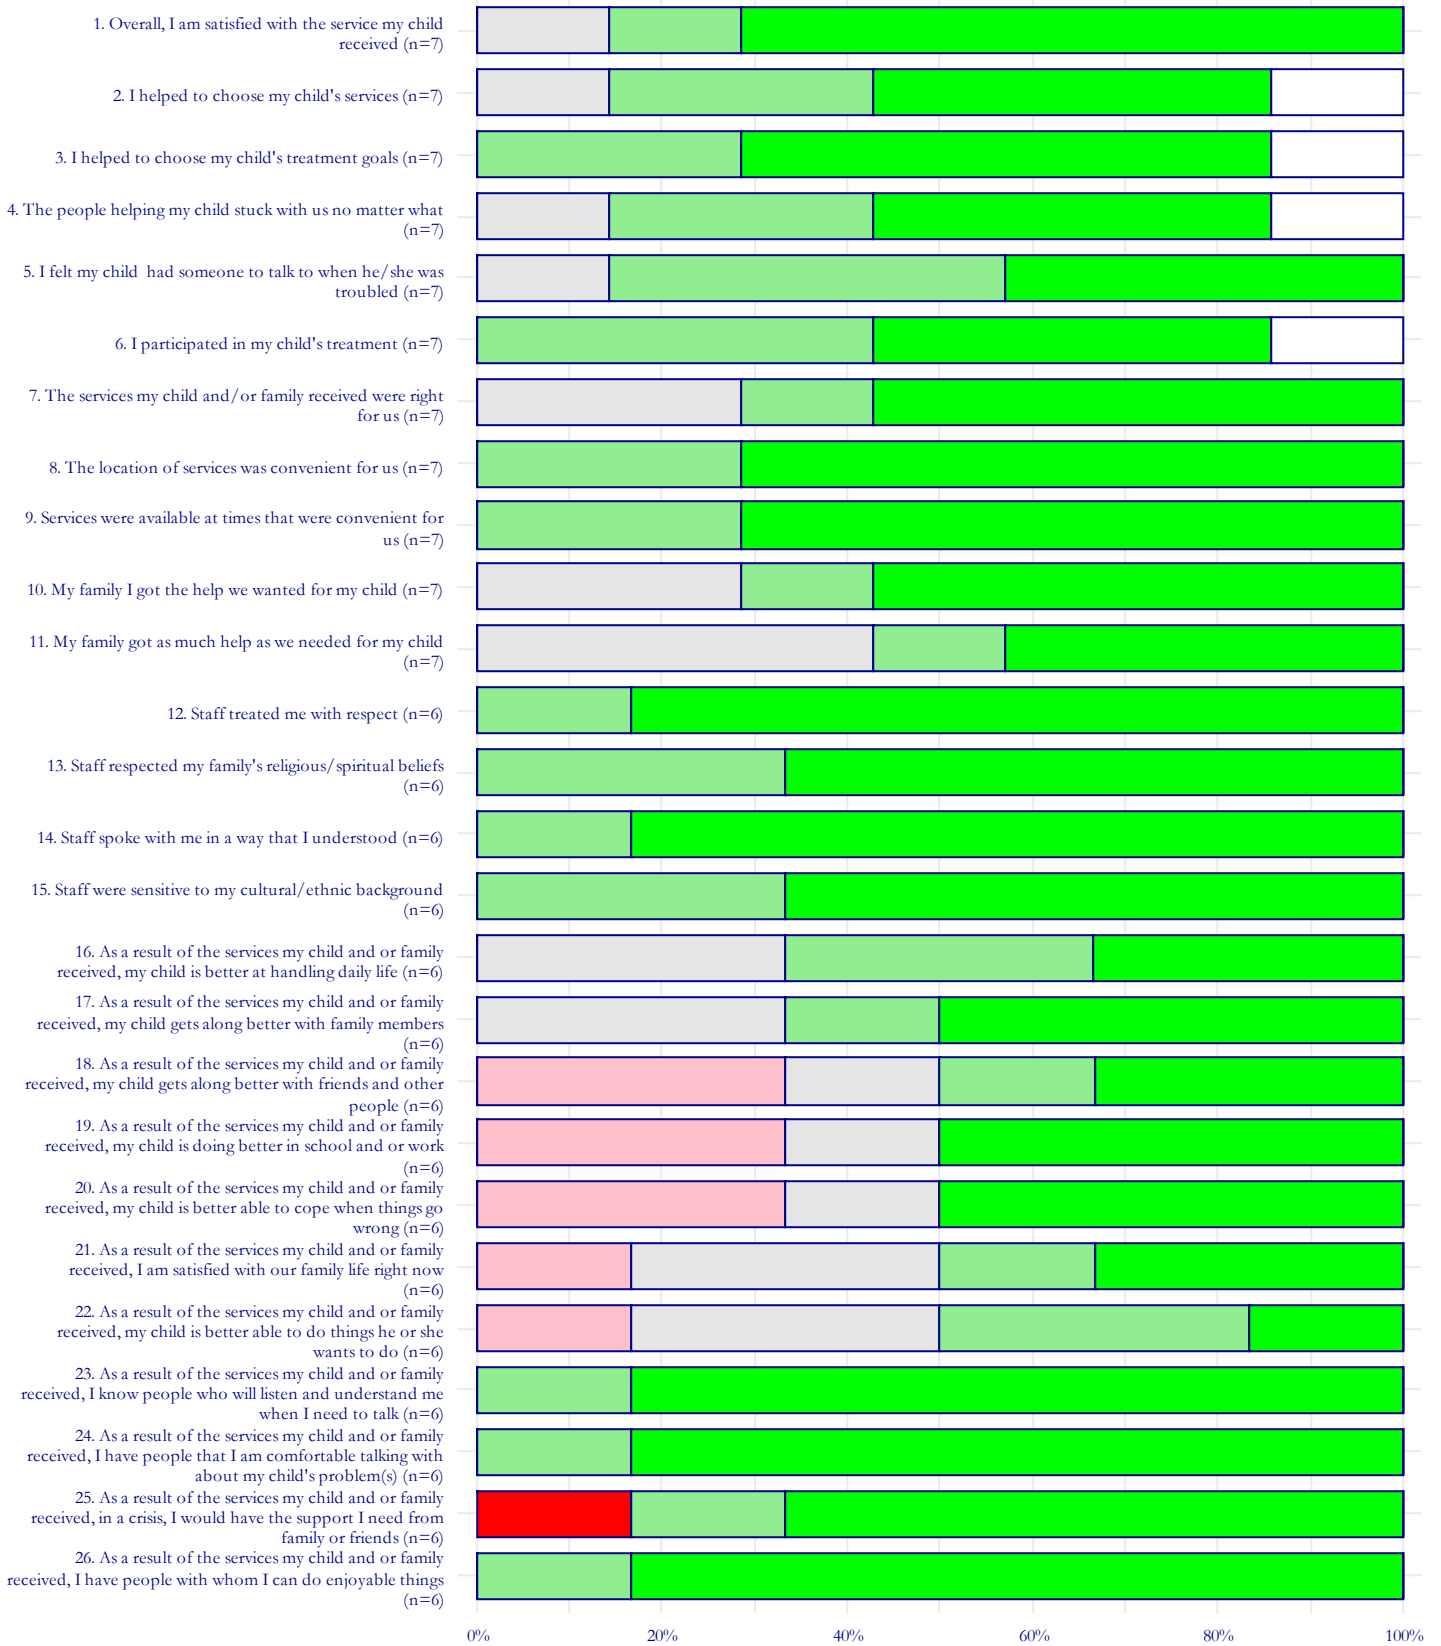 1. Overall, I am satisfied with the service my child
received (n=7)
2. I helped to choose my child's services (n=7)
3. I helped to choose my child's treatment goals (n=7)
4. The people helping my child stuck with us no matter what
(n=7)
5. I felt my child  had someone to talk to when he/she was
troubled (n=7)
6. I participated in my child's treatment (n=7)
7. The services my child and/or family received were right
for us (n=7)
8. The location of services was convenient for us (n=7)
9. Services were available at times that were convenient for
us (n=7)
10. My family I got the help we wanted for my child (n=7)
11. My family got as much help as we needed for my child
(n=7)
12. Staff treated me with respect (n=6)
13. Staff respected my family's religious/spiritual beliefs
(n=6)
14. Staff spoke with me in a way that I understood (n=6)
15. Staff were sensitive to my cultural/ethnic background
(n=6)
16. As a result of the services my child and or family
received, my child is better at handling daily life (n=6)
17. As a result of the services my child and or family
received, my child gets along better with family members
(n=6)
18. As a result of the services my child and or family
received, my child gets along better with friends and other
people (n=6)
19. As a result of the services my child and or family
received, my child is doing better in school and or work
(n=6)
20. As a result of the services my child and or family
received, my child is better able to cope when things go
wrong (n=6)
21. As a result of the services my child and or family
received, I am satisfied with our family life right now
(n=6)
22. As a result of the services my child and or family
received, my child is better able to do things he or she
wants to do (n=6)
23. As a result of the services my child and or family
received, I know people who will listen and understand me
when I need to talk (n=6)
24. As a result of the services my child and or family
received, I have people that I am comfortable talking with
about my child's problem(s) (n=6)
25. As a result of the services my child and or family
received, in a crisis, I would have the support I need from
family or friends (n=6)
26. As a result of the services my child and or family
received, I have people with whom I can do enjoyable things
(n=6)
0% 20% 40% 60% 80% 100%